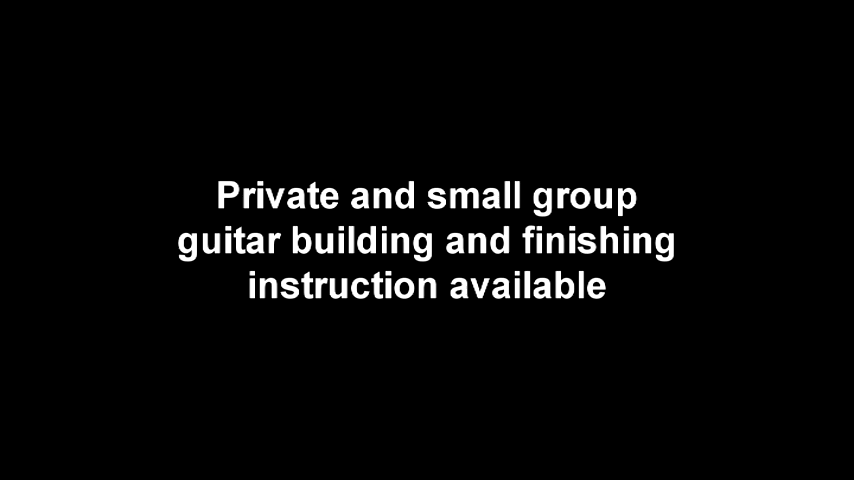 Private and small group
guitar building and finishing
instruction available